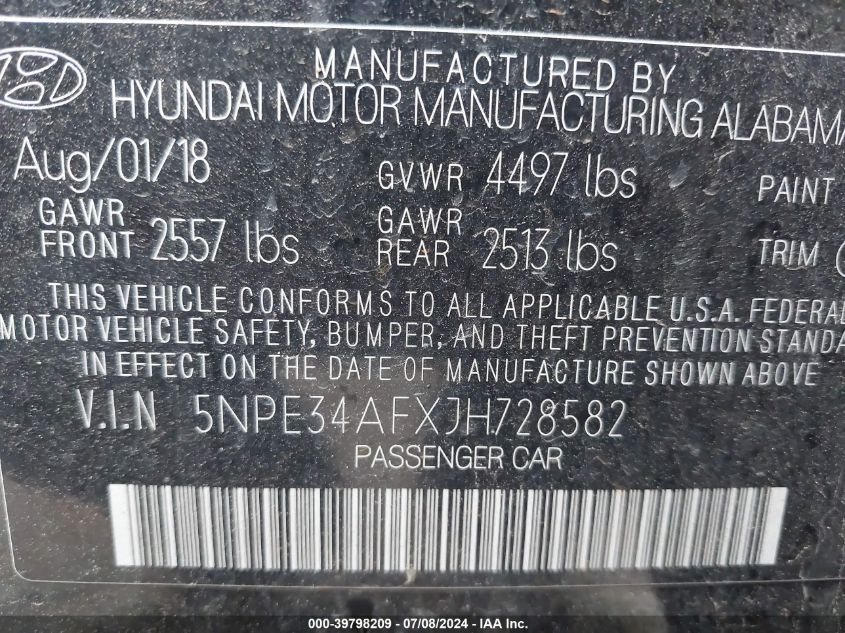 MANUFACTURED BY
HYUNDAI MOTOR MANUFACTURING ALABAMA
Aug/01/18 GVWR 4497 lbs PAINT
GAWR FRONT 2557 lbs GAWR REAR 2513 lbs TRIM
THIS VEHICLE CONFORMS TO ALL APPLICABLE U.S.A. FEDERAL
MOTOR VEHICLE SAFETY, BUMPER, AND THEFT PREVENTION STANDA
IN EFFECT ON THE DATE OF MANUFACTURE SHOWN ABOVE
V.I.N 5NPE34AFXJH728582
PASSENGER CAR
000-39798209 - 07/08/2024 - IAA Inc.